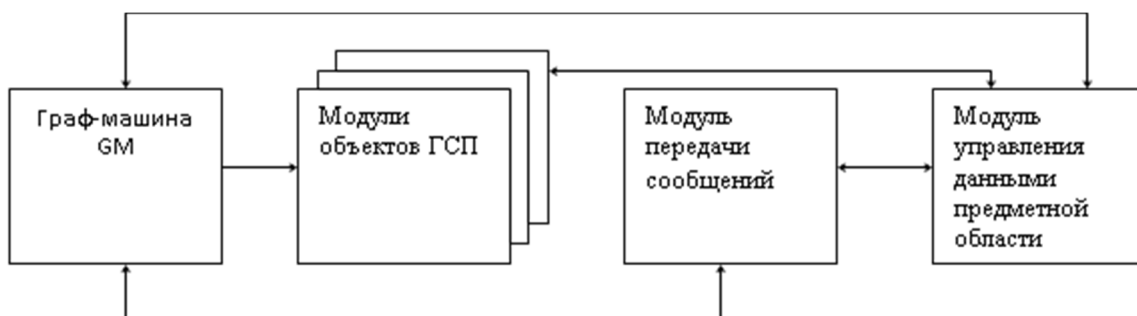 Граф-машина
GM
Модули
объектов ГСП
Модуль
передачи
сообщений
Модуль
управления
данными
предметной
области